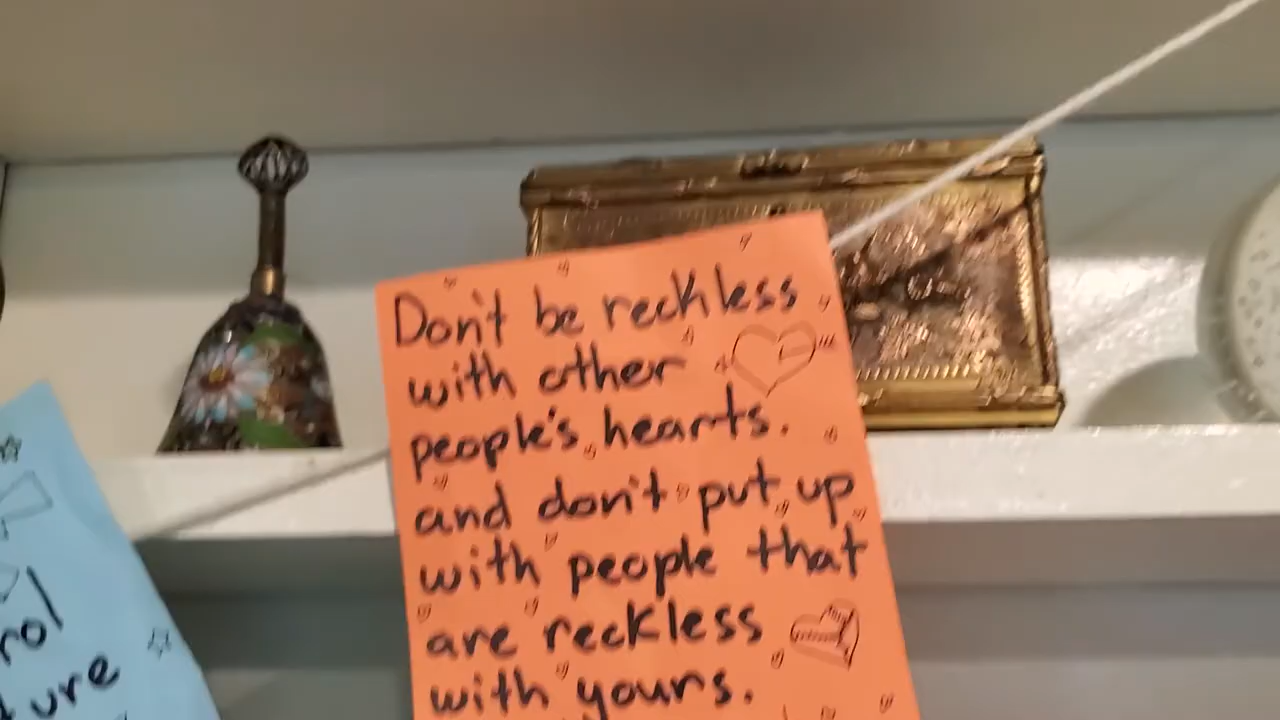 Don't be reckless
with other
people's hearts.
and don't put up
with people that
are reckless
with yours.